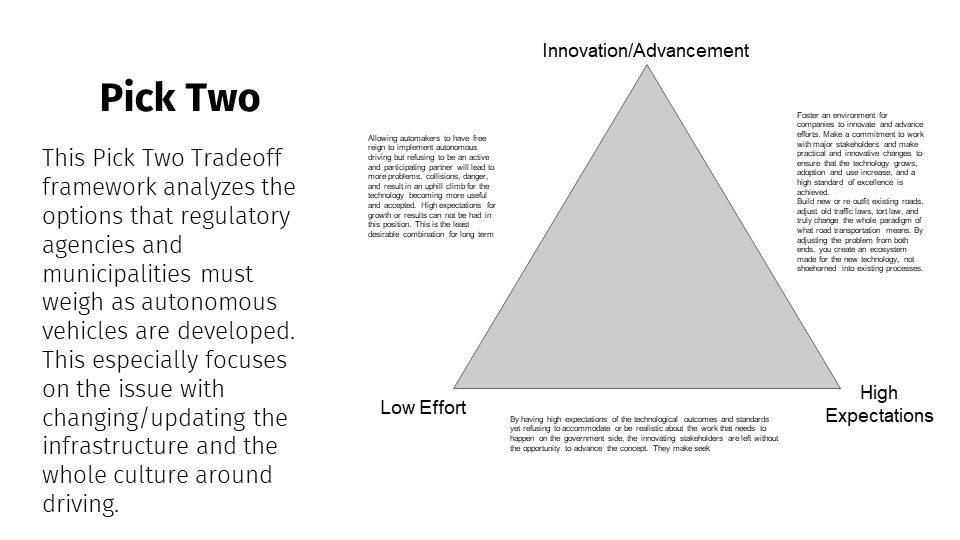 Pick Two
This Pick Two Tradeoff
framework analyzes the
options that regulatory
agencies and
municipalities must
weigh as autonomous
vehicles are developed.
This especially focuses
on the issue with
changing/updating the
infrastructure and the
whole culture around
driving.
Innovation/Advancement
Allowing automakers to have free
reign to implement autonomous
driving but refusing to be an active
and participating partner will lead to
more problems, collisions, danger,
and result in an uphill climb for the
technology becoming more useful
and accepted. High expectations for
growth or results can not be had in
this position. This is the least
desirable combination for long term
Foster an environment for
companies to innovate and advance
efforts. Make a commitment to work
with major stakeholders and make
practical and innovative changes to
ensure that the technology grows,
adoption and use increase, and a
high standard of excellence is
achieved.
Build new or re outfit existing roads,
adjust old traffic laws, tort law, and
truly change the whole paradigm of
what road transportation means. By
adjusting the problem from both
ends, you create an ecosystem
made for the new technology, not
shoehorned into existing processes.
Low Effort
High
Expectations
By having high expectations of the technological outcomes and standards
yet refusing to accommodate or be realistic about the work that needs to
happen on the government side, the innovating stakeholders are left without
the opportunity to advance the concept. They make seek